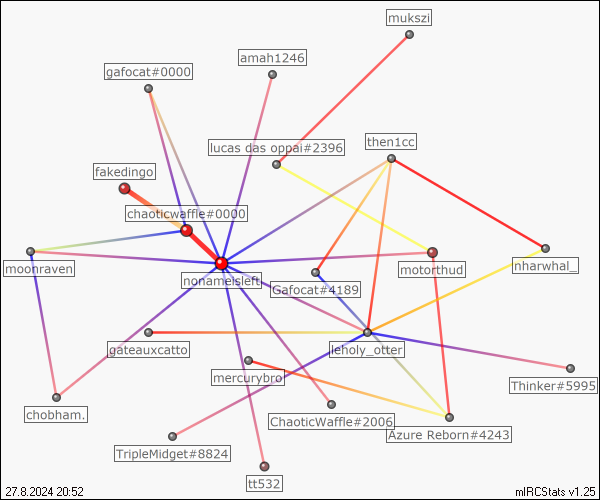 mukszi
amah1246
gafocat#0000
then1cc
lucas das oppai#2396
fakedingo
chaoticwaffle#0000
moonraven
motorthud
nharwhal_
nonameisleft
Gafocat#4189
gateauxcatto
leholy_otter
mercurybro
Thinker#5995
chobham.
ChaoticWaffle#2006
Azure Reborn#4243
TripleMidget#8824
tt532
27.8.2024 20:52
mIRCStats v1.25